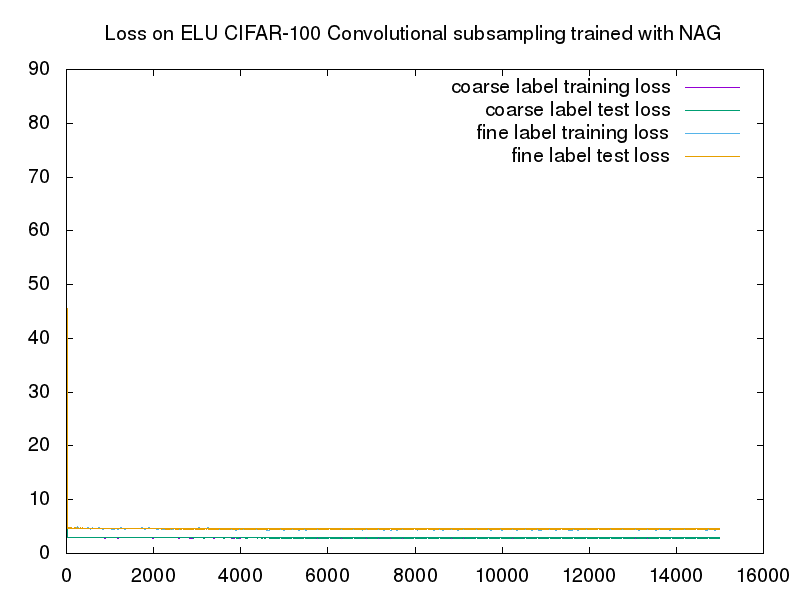 Loss on ELU CIFAR-100 Convolutional subsampling trained with NAG
90
80
70
60
50
40
30
20
10
0
coarse label training loss
coarse label test loss
fine label training loss
fine label test loss
0 2000 4000 6000 8000 10000 12000 14000 16000